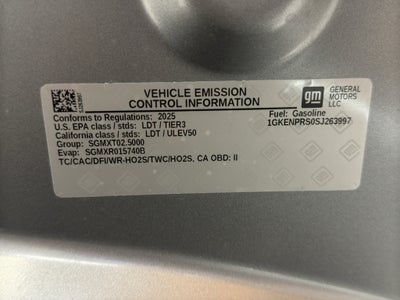 VEHICLE EMISSION
CONTROL INFORMATION
gm
GENERAL
MOTORS
LLC
Conforms to Regulations: 2025
Fuel: Gasoline
U.S. EPA class / stds: LDT / TIER3
1GKENPRS0SJ263997
California class / stds: LDT / ULEV50
Group: SGMXT02.5000
Evap: SGMXR015740B
TC/CAC/DFI/WR-HO2S/TWC/HO2S, CA OBD: II